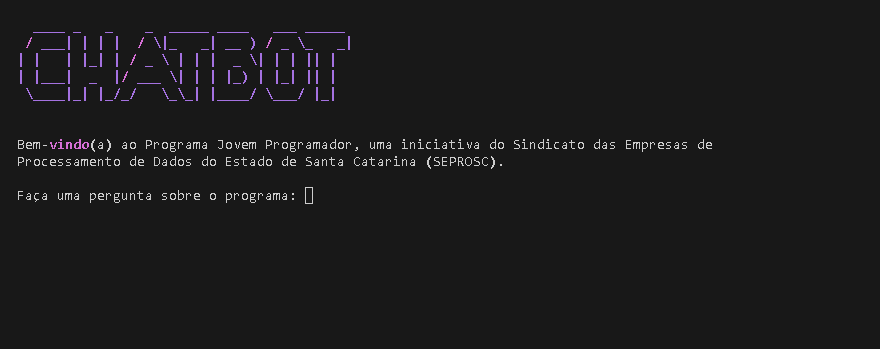 CHATBOT
Bem-vindo(a) ao Programa Jovem Programador, uma iniciativa do Sindicato das Empresas de
Processamento de Dados do Estado de Santa Catarina (SEPROSC).
Faça uma pergunta sobre o programa: